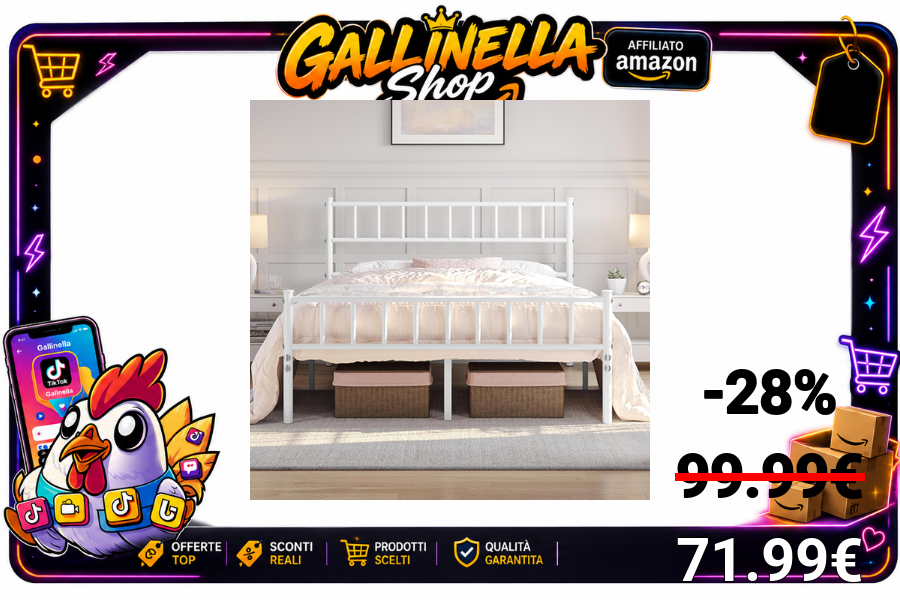 GALLINELLA
Shop
AFFILIATO
amazon
Gallinella
TikTok
Gallinella
-28%
99.99€
71.99€
OFFERTE
TOP
SCONTI
REALI
PRODOTTI
SCELTI
QUALITÀ
GARANTITA